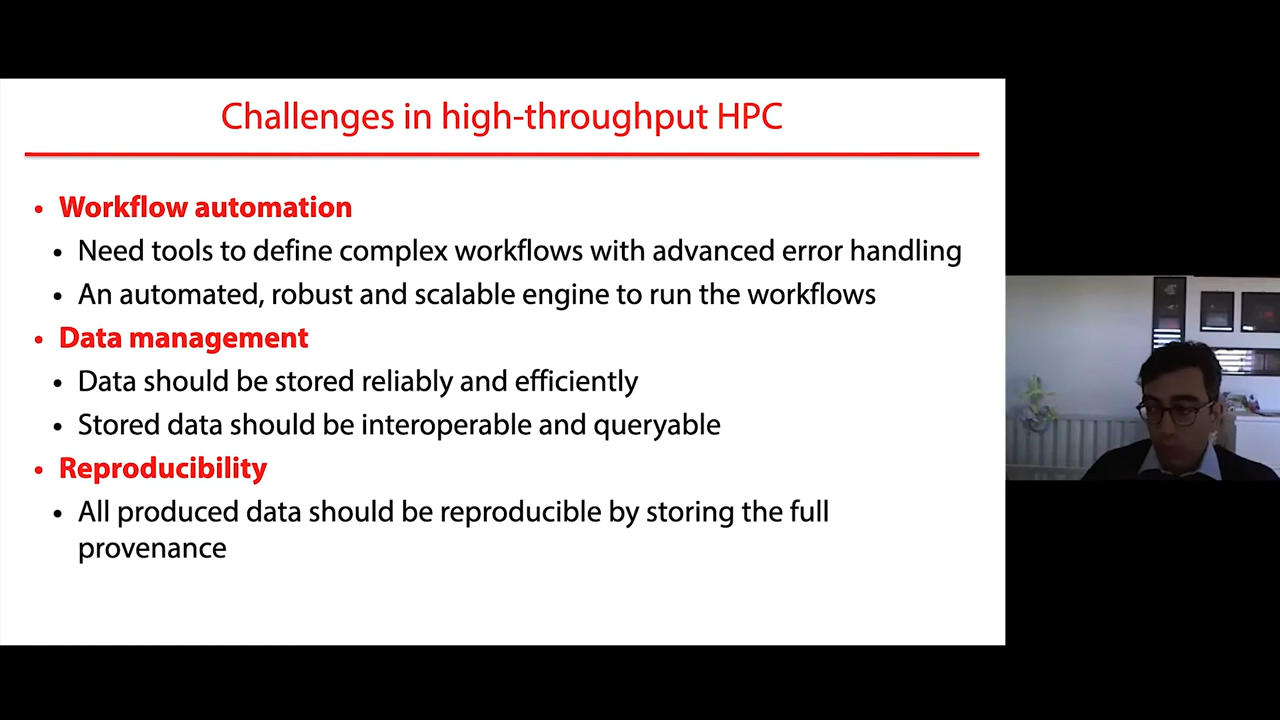 Challenges in high-throughput HPC
• Workflow automation
• Need tools to define complex workflows with advanced error handling
• An automated, robust and scalable engine to run the workflows
• Data management
• Data should be stored reliably and efficiently
• Stored data should be interoperable and queryable
• Reproducibility
• All produced data should be reproducible by storing the full
provenance